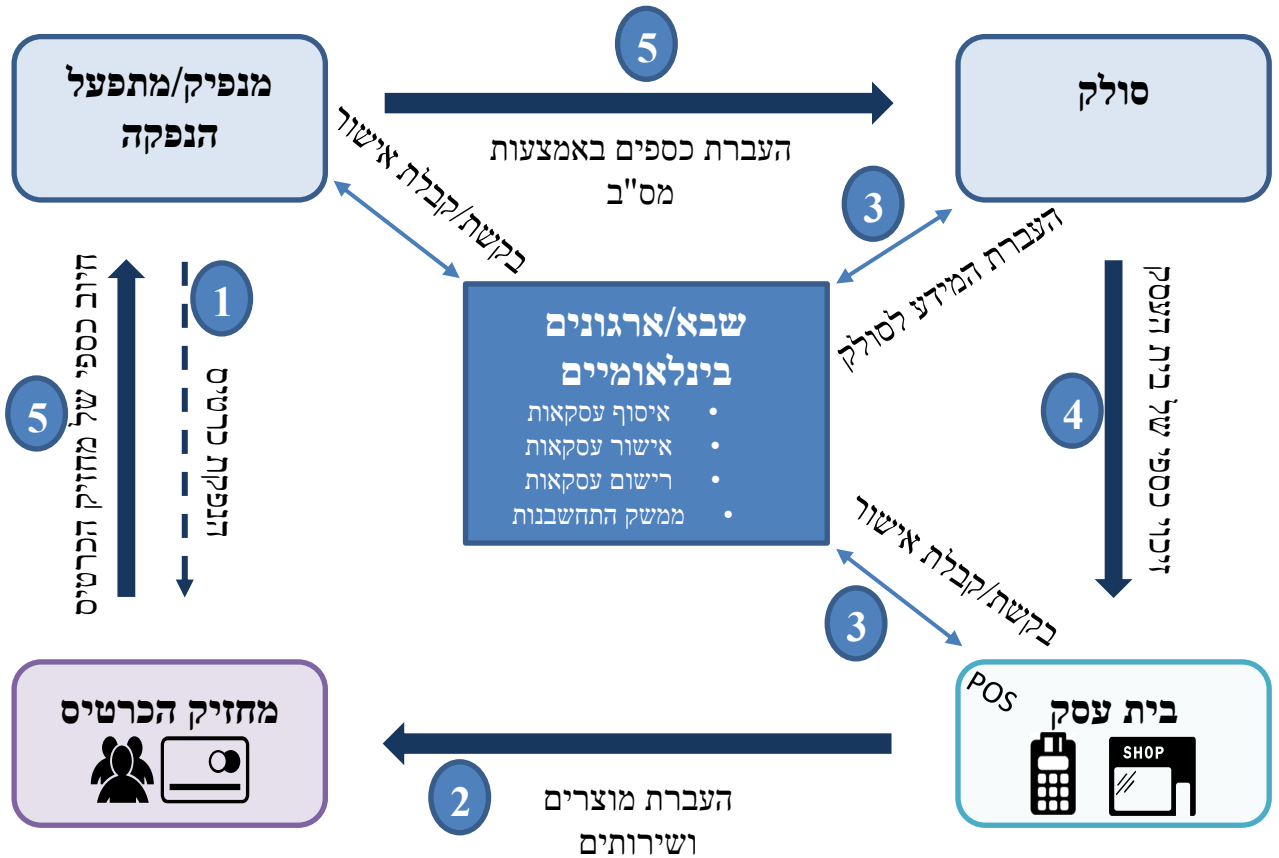 מנפיק/מתפעל
הנפקה
5
סולק
העברת כספים באמצעות
מס"ב
בקשת/קבלת אישור
3
העברת המידע לסולק
1
הנפקת כרטיס
5
חיוב כספי של מחזיק הכרטיס
שבא/ארגונים
בינלאומיים
• איסוף עסקאות
• אישור עסקאות
• רישום עסקאות
• ממשק התחשבנות
4
זיכוי כספי של בית העסק
בקשת/קבלת אישור
3
מחזיק הכרטיס
2
העברת מוצרים
ושירותים
POS
בית עסק
SHOP